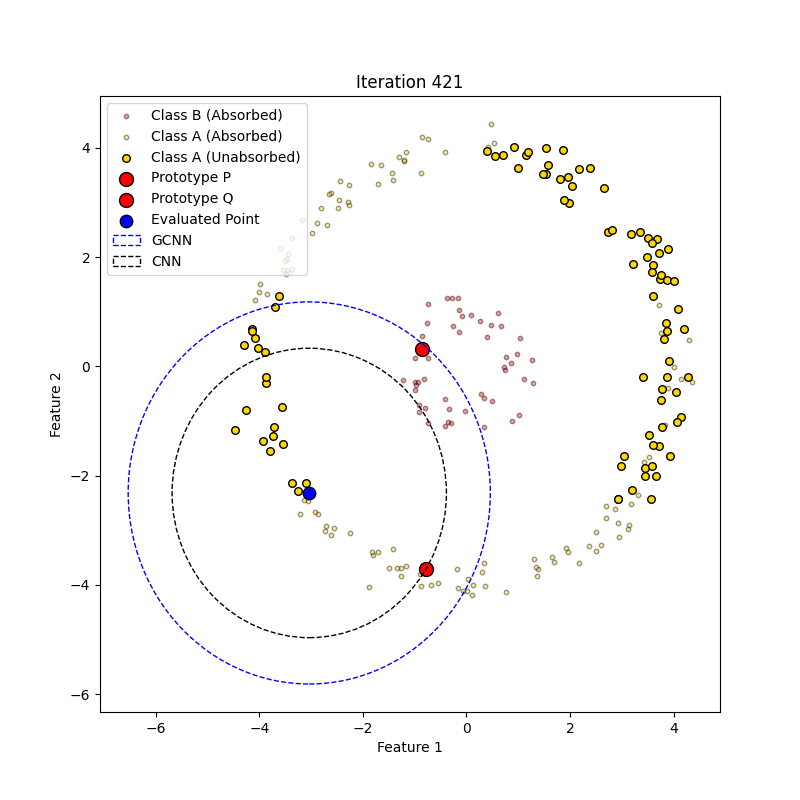 Iteration 421
Class B (Absorbed)
Class A (Absorbed)
Class A (Unabsorbed)
Prototype P
Prototype Q
Evaluated Point
GCNN
CNN
Feature 2
4
2
0
−2
−4
−6
−6
−4
−2
0
2
4
Feature 1